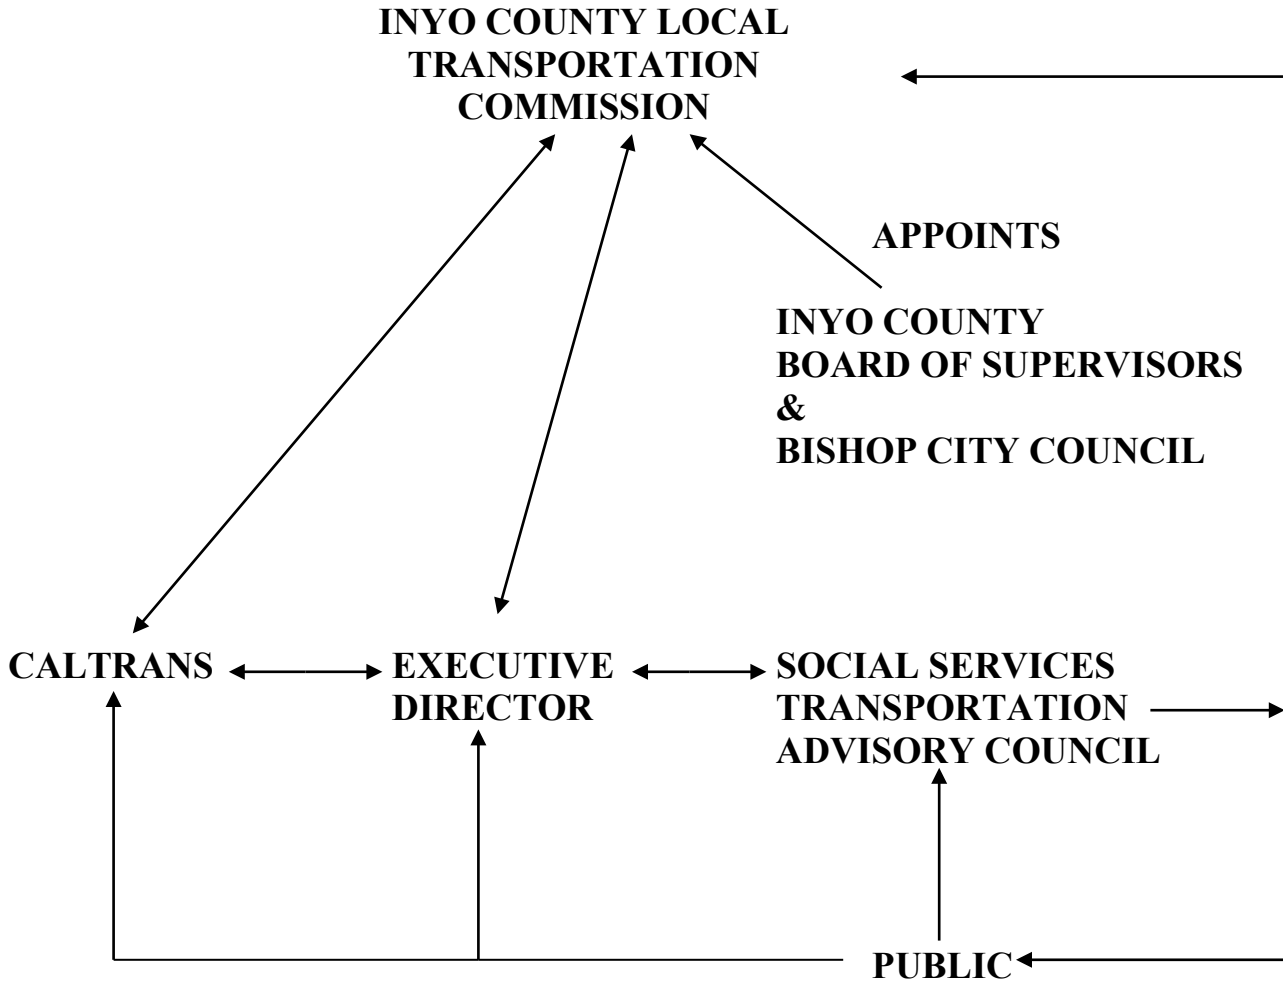 INYO COUNTY LOCAL
TRANSPORTATION
COMMISSION
APPOINTS
INYO COUNTY
BOARD OF SUPERVISORS
&
BISHOP CITY COUNCIL
CALTRANS
EXECUTIVE
DIRECTOR
SOCIAL SERVICES
TRANSPORTATION
ADVISORY COUNCIL
PUBLIC